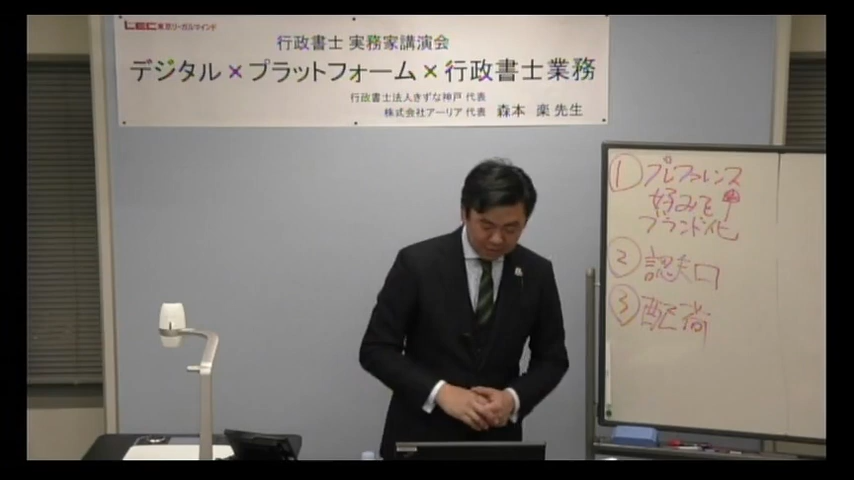 LEC東京リーガルマインド
行政書士 実務家講演会
デジタル×プラットフォーム×行政書士業務
行政書士法人きずな神戸 代表
株式会社アーリア 代表 森本 楽 先生
① プレファレンス
好みを
ブランド化
② 認知
③ 配荷